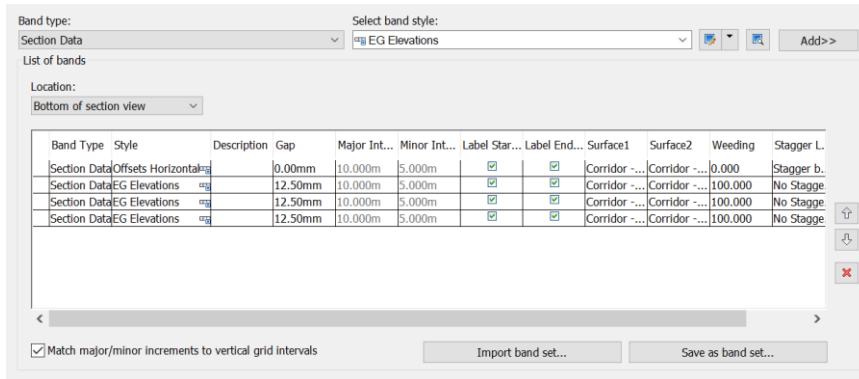 Band type: Select band style:
Section Data EG Elevations Add>>
List of bands
Location:
Bottom of section view
Band Type Style Description Gap Major Int... Minor Int... Label Star... Label End... Surface1 Surface2 Weeding Stagger L.
Section Data Offsets Horizontal 0.00mm 10.000m 5.000m Corridor -... Corridor -... 0.000 Stagger b..
Section Data EG Elevations 12.50mm 10.000m 5.000m Corridor -... Corridor -... 100.000 No Stagge.
Section Data EG Elevations 12.50mm 10.000m 5.000m Corridor -... Corridor -... 100.000 No Stagge.
Section Data EG Elevations 12.50mm 10.000m 5.000m Corridor -... Corridor -... 100.000 No Stagge.
Match major/minor increments to vertical grid intervals Import band set... Save as band set...